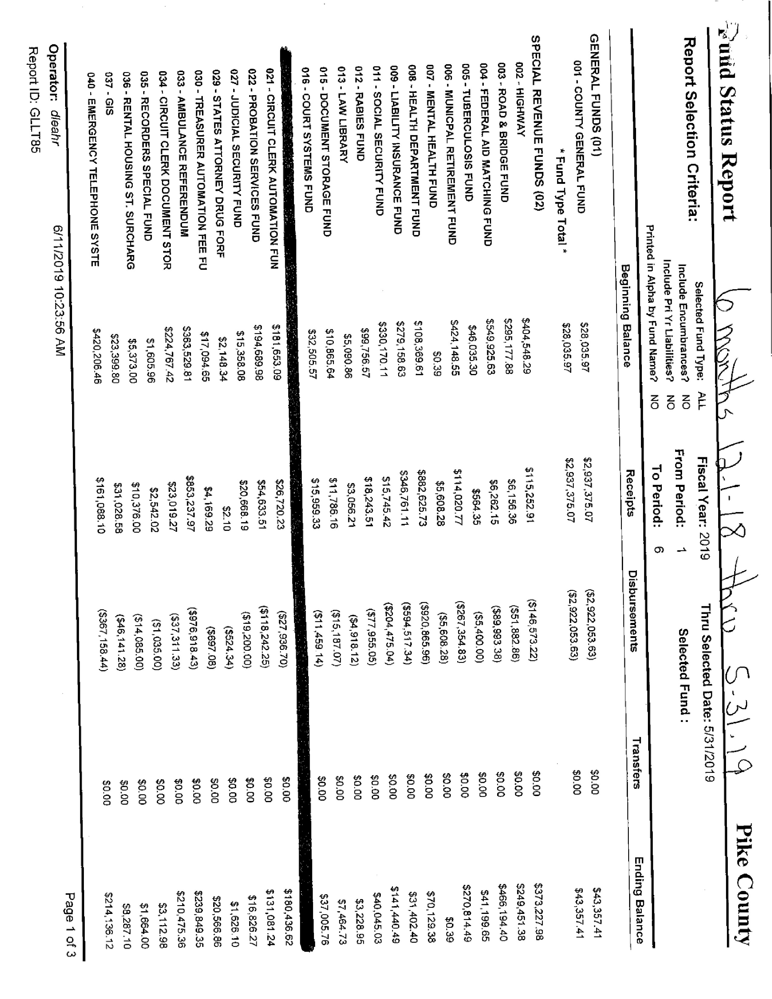 Fund Status Report 6 months 12-1-18 thru 5-31-19 Pike County
Report Selection Criteria: Selected Fund Type: ALL Fiscal Year: 2019 Thru Selected Date: 5/31/2019
Include Encumbrances? NO From Period: 1 Selected Fund :
Include Pri Yr Liabilities? NO
Printed in Alpha by Fund Name? NO To Period: 6
Beginning Balance Receipts Disbursements Transfers Ending Balance
GENERAL FUNDS (01)
001 - COUNTY GENERAL FUND $28,035.97 $2,937,375.07 ($2,922,053.63) $0.00 $43,357.41
* Fund Type Total * $28,035.97 $2,937,375.07 ($2,922,053.63) $0.00 $43,357.41
SPECIAL REVENUE FUNDS (02)
002 - HIGHWAY $404,548.29 $115,252.91 ($146,573.22) $0.00 $373,227.98
003 - ROAD & BRIDGE FUND $295,177.88 $6,156.36 ($51,882.86) $0.00 $249,451.38
004 - FEDERAL AID MATCHING FUND $549,925.63 $6,262.15 ($89,993.38) $0.00 $466,194.40
005 - TUBERCULOSIS FUND $46,035.30 $564.35 ($5,400.00) $0.00 $41,199.65
006 - MUNICPAL RETIREMENT FUND $424,148.55 $114,020.77 ($267,354.83) $0.00 $270,814.49
007 - MENTAL HEALTH FUND $0.39 $5,608.28 ($5,608.28) $0.00 $0.39
008 - HEALTH DEPARTMENT FUND $108,369.61 $882,625.73 ($920,865.96) $0.00 $70,129.38
009 - LIABILITY INSURANCE FUND $279,158.63 $346,761.11 ($594,517.34) $0.00 $31,402.40
011 - SOCIAL SECURITY FUND $330,170.11 $15,745.42 ($204,475.04) $0.00 $141,440.49
012 - RABIES FUND $99,756.57 $18,243.51 ($77,955.05) $0.00 $40,045.03
013 - LAW LIBRARY $5,090.86 $3,056.21 ($4,918.12) $0.00 $3,228.95
015 - DOCUMENT STORAGE FUND $10,865.64 $11,786.16 ($15,187.07) $0.00 $7,464.73
016 - COURT SYSTEMS FUND $32,505.57 $15,959.33 ($11,459.14) $0.00 $37,005.76
021 - CIRCUIT CLERK AUTOMATION FUN $181,653.09 $26,720.23 ($27,936.70) $0.00 $180,436.62
022 - PROBATION SERVICES FUND $194,689.98 $54,633.51 ($118,242.25) $0.00 $131,081.24
027 - JUDICIAL SECURITY FUND $15,358.08 $20,668.19 ($19,200.00) $0.00 $16,826.27
029 - STATES ATTORNEY DRUG FORF $2,148.34 $2.10 ($524.34) $0.00 $1,626.10
030 - TREASURER AUTOMATION FEE FU $17,094.65 $4,169.29 ($697.08) $0.00 $20,566.86
033 - AMBULANCE REFERENDUM $363,529.81 $853,237.97 ($976,918.43) $0.00 $239,849.35
034 - CIRCUIT CLERK DOCUMENT STOR $224,767.42 $23,019.27 ($37,311.33) $0.00 $210,475.36
035 - RECORDERS SPECIAL FUND $1,605.96 $2,542.02 ($1,035.00) $0.00 $3,112.98
036 - RENTAL HOUSING ST. SURCHARG $5,373.00 $10,376.00 ($14,085.00) $0.00 $1,664.00
037 - GIS $23,399.80 $31,028.58 ($46,141.28) $0.00 $8,287.10
040 - EMERGENCY TELEPHONE SYSTE $420,206.46 $161,088.10 ($367,158.44) $0.00 $214,136.12
Operator: dleahr 6/11/2019 10:23:56 AM Page 1 of 3
Report ID: GLLT85